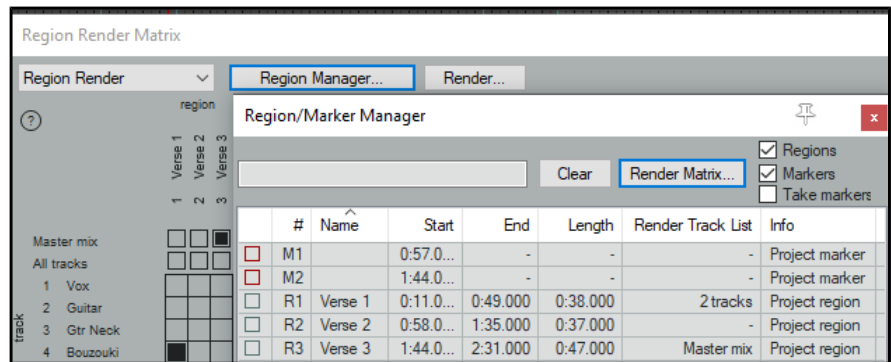 Region Render Matrix
Region Render Region Manager... Render...
region
Verse 1
Verse 2
Verse 3
1 2 3
Master mix
All tracks
track
1 Vox
2 Guitar
3 Gtr Neck
4 Bouzouki
Region/Marker Manager
Clear Render Matrix...
Regions
Markers
Take markers
# Name Start End Length Render Track List Info
M1 0:57.0... - - - Project marker
M2 1:44.0... - - - Project marker
R1 Verse 1 0:11.0... 0:49.000 0:38.000 2 tracks Project region
R2 Verse 2 0:58.0... 1:35.000 0:37.000 - Project region
R3 Verse 3 1:44.0... 2:31.000 0:47.000 Master mix Project region